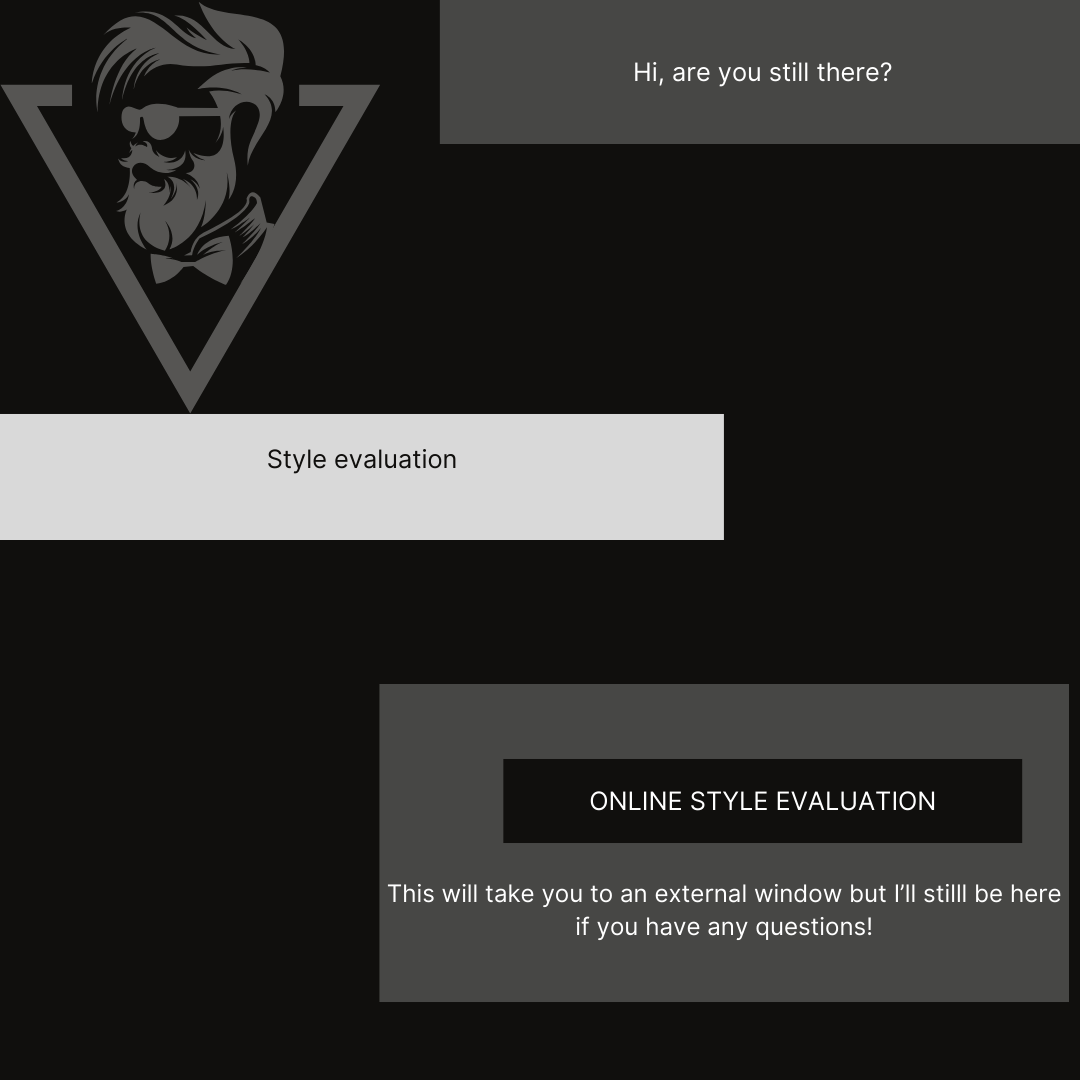 Hi, are you still there?
Style evaluation
ONLINE STYLE EVALUATION
This will take you to an external window but I’ll stilll be here
if you have any questions!